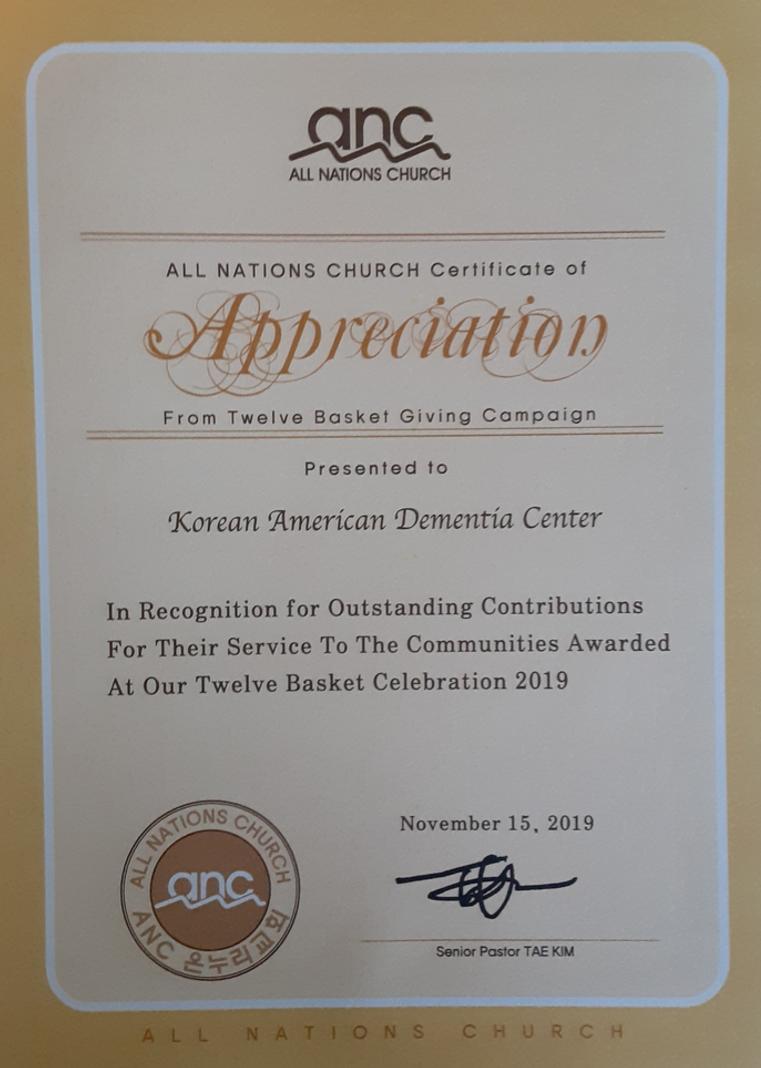 anc
ALL NATIONS CHURCH
ALL NATIONS CHURCH Certificate of
Appreciation
From Twelve Basket Giving Campaign
Presented to
Korean American Dementia Center
In Recognition for Outstanding Contributions
For Their Service To The Communities Awarded
At Our Twelve Basket Celebration 2019
ALL NATIONS CHURCH
anc
ANC 온누리교회
November 15, 2019
Senior Pastor TAE KIM
ALL NATIONS CHURCH